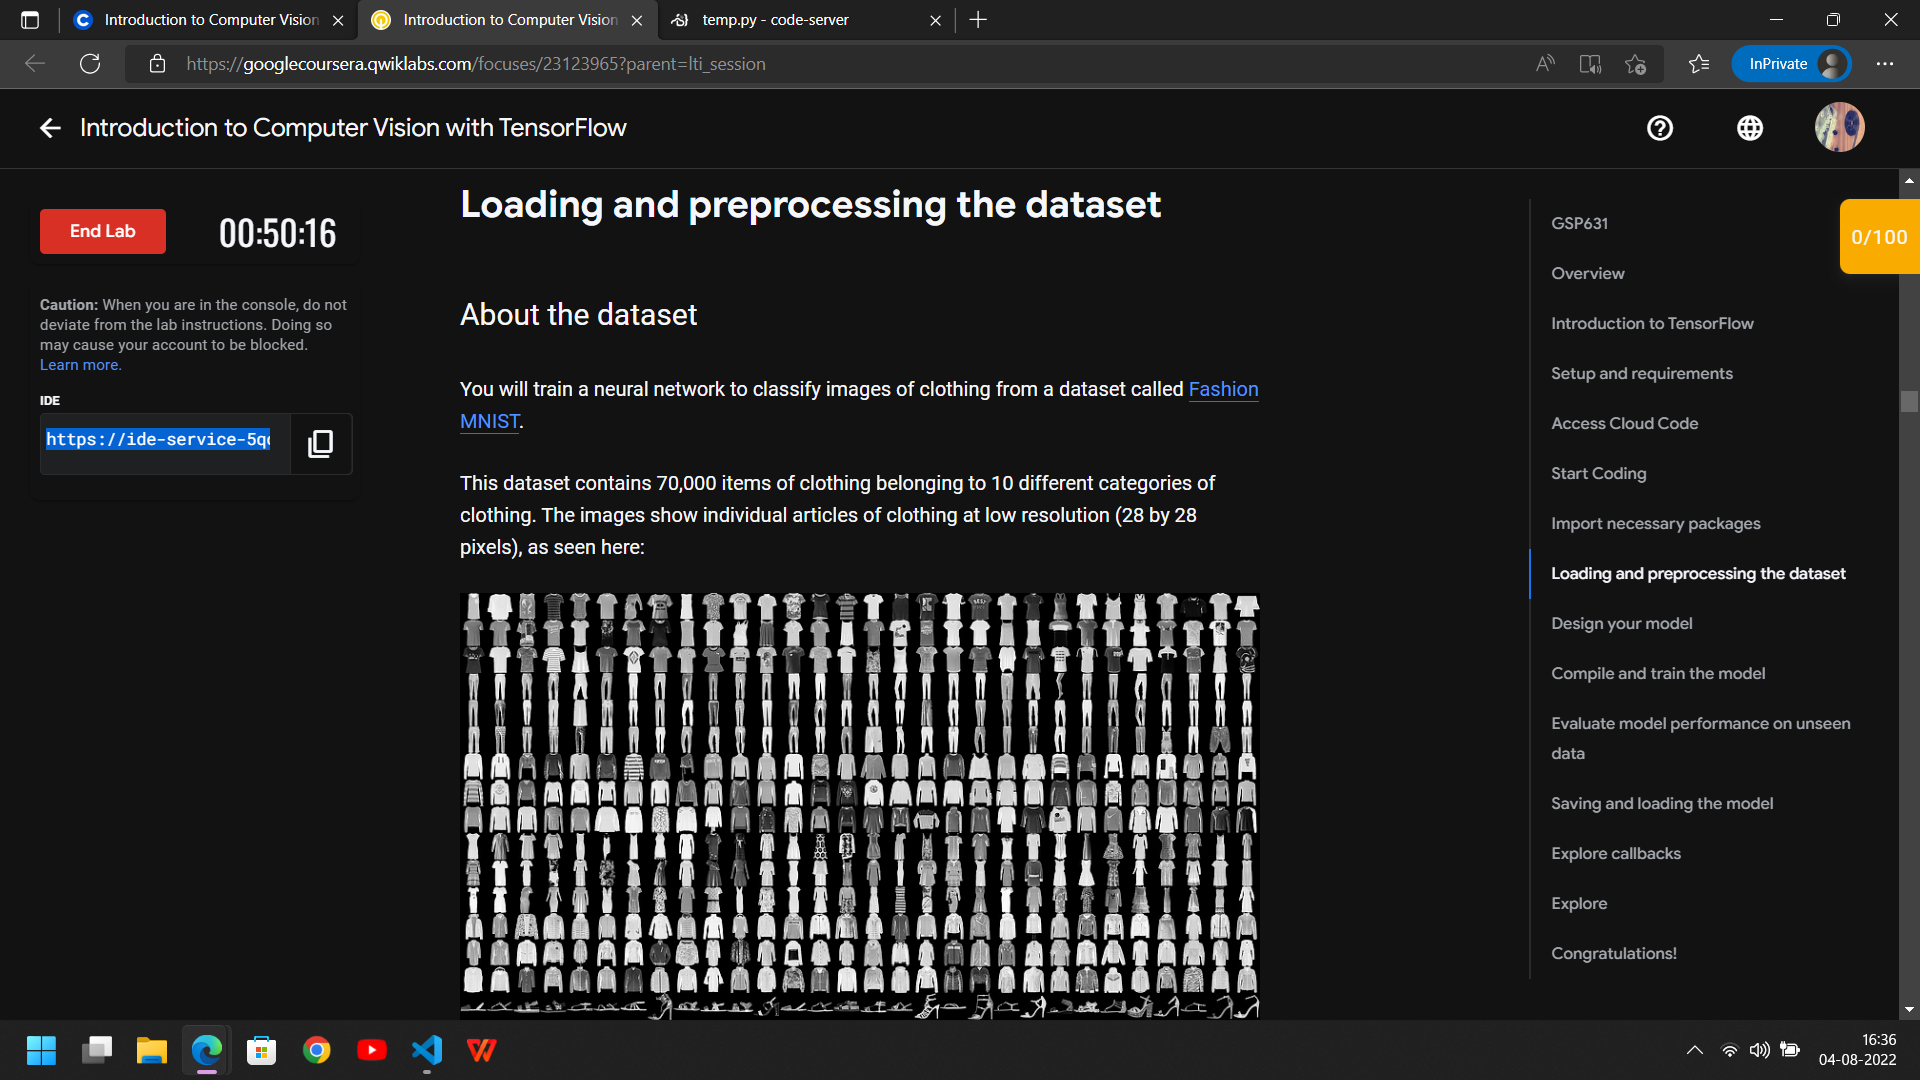 Introduction to Computer Vision
Introduction to Computer Vision
temp.py - code-server
https://googlecoursera.qwiklabs.com/focuses/23123965?parent=lti_session
InPrivate
Introduction to Computer Vision with TensorFlow
End Lab
00:50:16
Caution: When you are in the console, do not
deviate from the lab instructions. Doing so
may cause your account to be blocked.
Learn more.
IDE
https://ide-service-5q
Loading and preprocessing the dataset
About the dataset
You will train a neural network to classify images of clothing from a dataset called Fashion
MNIST.
This dataset contains 70,000 items of clothing belonging to 10 different categories of
clothing. The images show individual articles of clothing at low resolution (28 by 28
pixels), as seen here:
GSP631
0/100
Overview
Introduction to TensorFlow
Setup and requirements
Access Cloud Code
Start Coding
Import necessary packages
Loading and preprocessing the dataset
Design your model
Compile and train the model
Evaluate model performance on unseen
data
Saving and loading the model
Explore callbacks
Explore
Congratulations!
16:36
04-08-2022